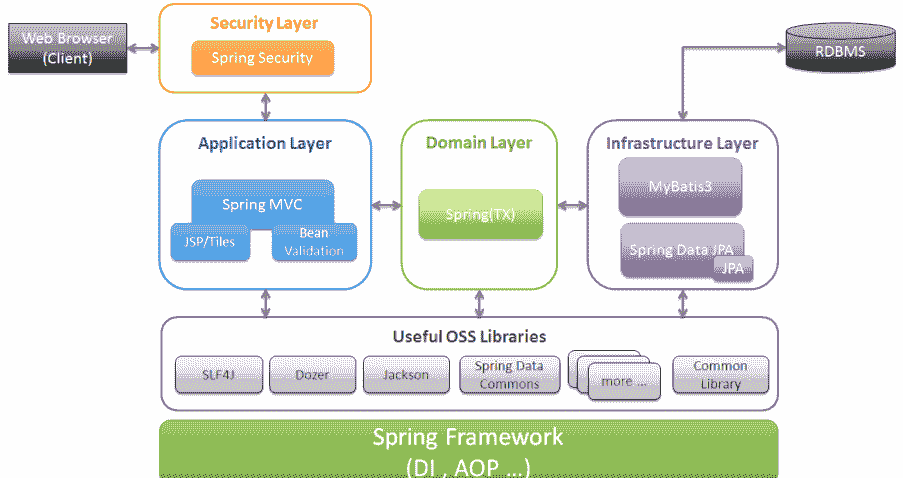 Web Browser
(Client)
Security Layer
Spring Security
RDBMS
Application Layer
Spring MVC
JSP/Tiles
Bean
Validation
Domain Layer
Spring(TX)
Infrastructure Layer
MyBatis3
Spring Data JPA
JPA
Useful OSS Libraries
SLF4J
Dozer
Jackson
Spring Data
Commons
more ...
Common
Library
Spring Framework
(DI , AOP ...)